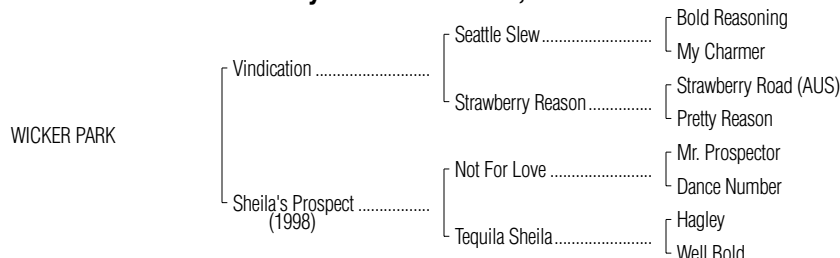 Bold Reasoning
Seattle Slew
My Charmer
Vindication
Strawberry Road (AUS)
Strawberry Reason
Pretty Reason
WICKER PARK
Mr. Prospector
Not For Love
Dance Number
Sheila's Prospect
(1998)
Hagley
Tequila Sheila
Well Bold